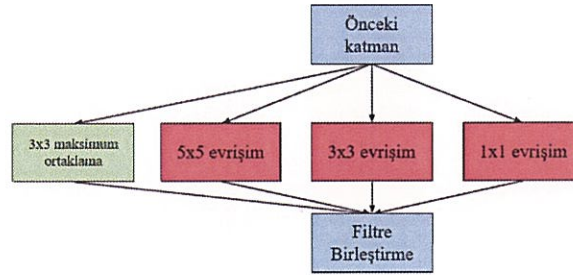 Önceki
katman
3x3 maksimum
ortaklama
5x5 evrişim
3x3 evrişim
1x1 evrişim
Filtre
Birleştirme